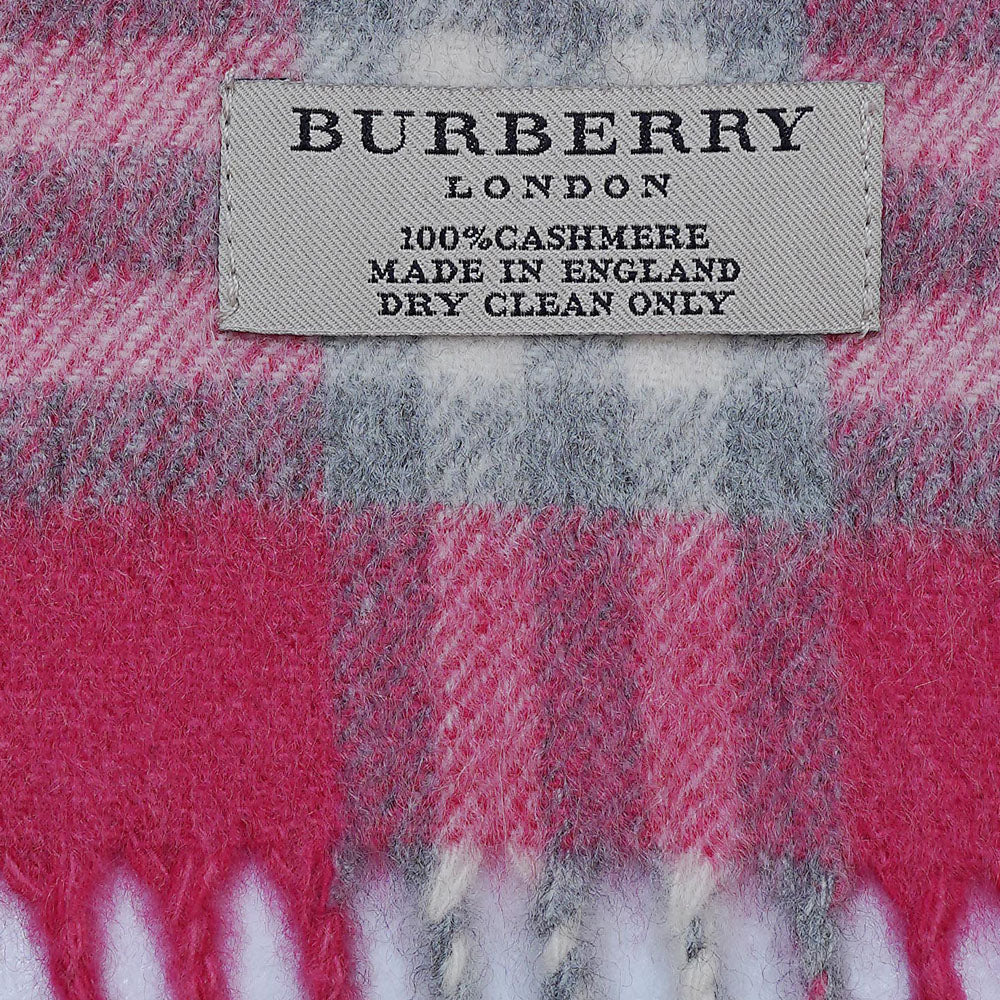 BURBERRY
LONDON
100%CASHMERE
MADE IN ENGLAND
DRY CLEAN ONLY